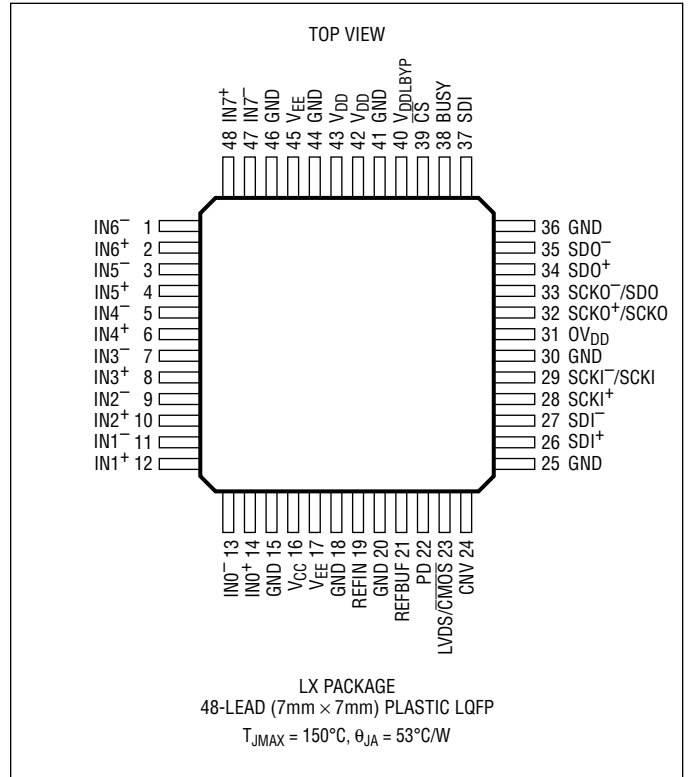 TOP VIEW
48 IN7⁺
47 IN7⁻
46 GND
45 VEE
44 GND
43 VDD
42 VDD
41 GND
40 VDDLBYP
39 C̅S̅
38 BUSY
37 SDI
IN6⁻ 1
IN6⁺ 2
IN5⁻ 3
IN5⁺ 4
IN4⁻ 5
IN4⁺ 6
IN3⁻ 7
IN3⁺ 8
IN2⁻ 9
IN2⁺ 10
IN1⁻ 11
IN1⁺ 12
36 GND
35 SDO⁻
34 SDO⁺
33 SCKO⁻/SDO
32 SCKO⁺/SCKO
31 OVDD
30 GND
29 SCKI⁻/SCKI
28 SCKI⁺
27 SDI⁻
26 SDI⁺
25 GND
IN0⁻ 13
IN0⁺ 14
GND 15
VCC 16
VEE 17
GND 18
REFIN 19
GND 20
REFBUF 21
PD 22
LVDS/C̅M̅O̅S̅ 23
CNV 24
LX PACKAGE
48-LEAD (7mm × 7mm) PLASTIC LQFP
TJMAX = 150°C, θJA = 53°C/W